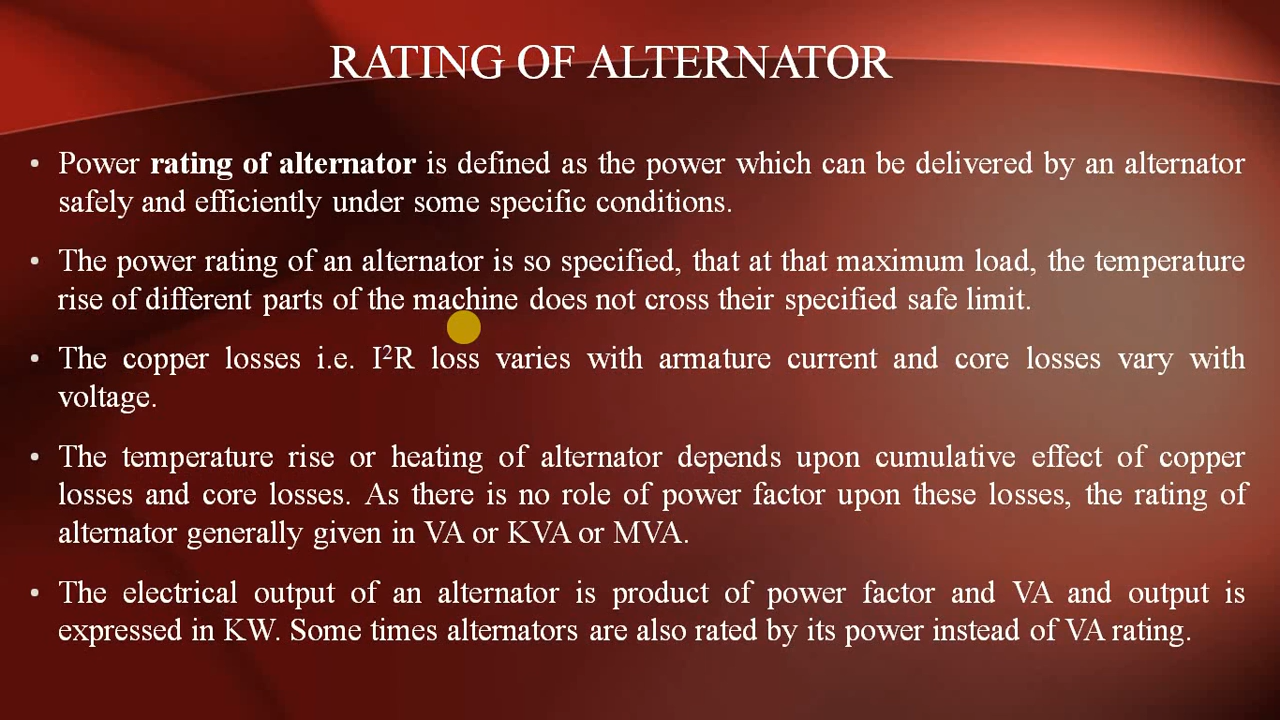 RATING OF ALTERNATOR
• Power rating of alternator is defined as the power which can be delivered by an alternator
safely and efficiently under some specific conditions.
• The power rating of an alternator is so specified, that at that maximum load, the temperature
rise of different parts of the machine does not cross their specified safe limit.
• The copper losses i.e. I²R loss varies with armature current and core losses vary with
voltage.
• The temperature rise or heating of alternator depends upon cumulative effect of copper
losses and core losses. As there is no role of power factor upon these losses, the rating of
alternator generally given in VA or KVA or MVA.
• The electrical output of an alternator is product of power factor and VA and output is
expressed in KW. Some times alternators are also rated by its power instead of VA rating.